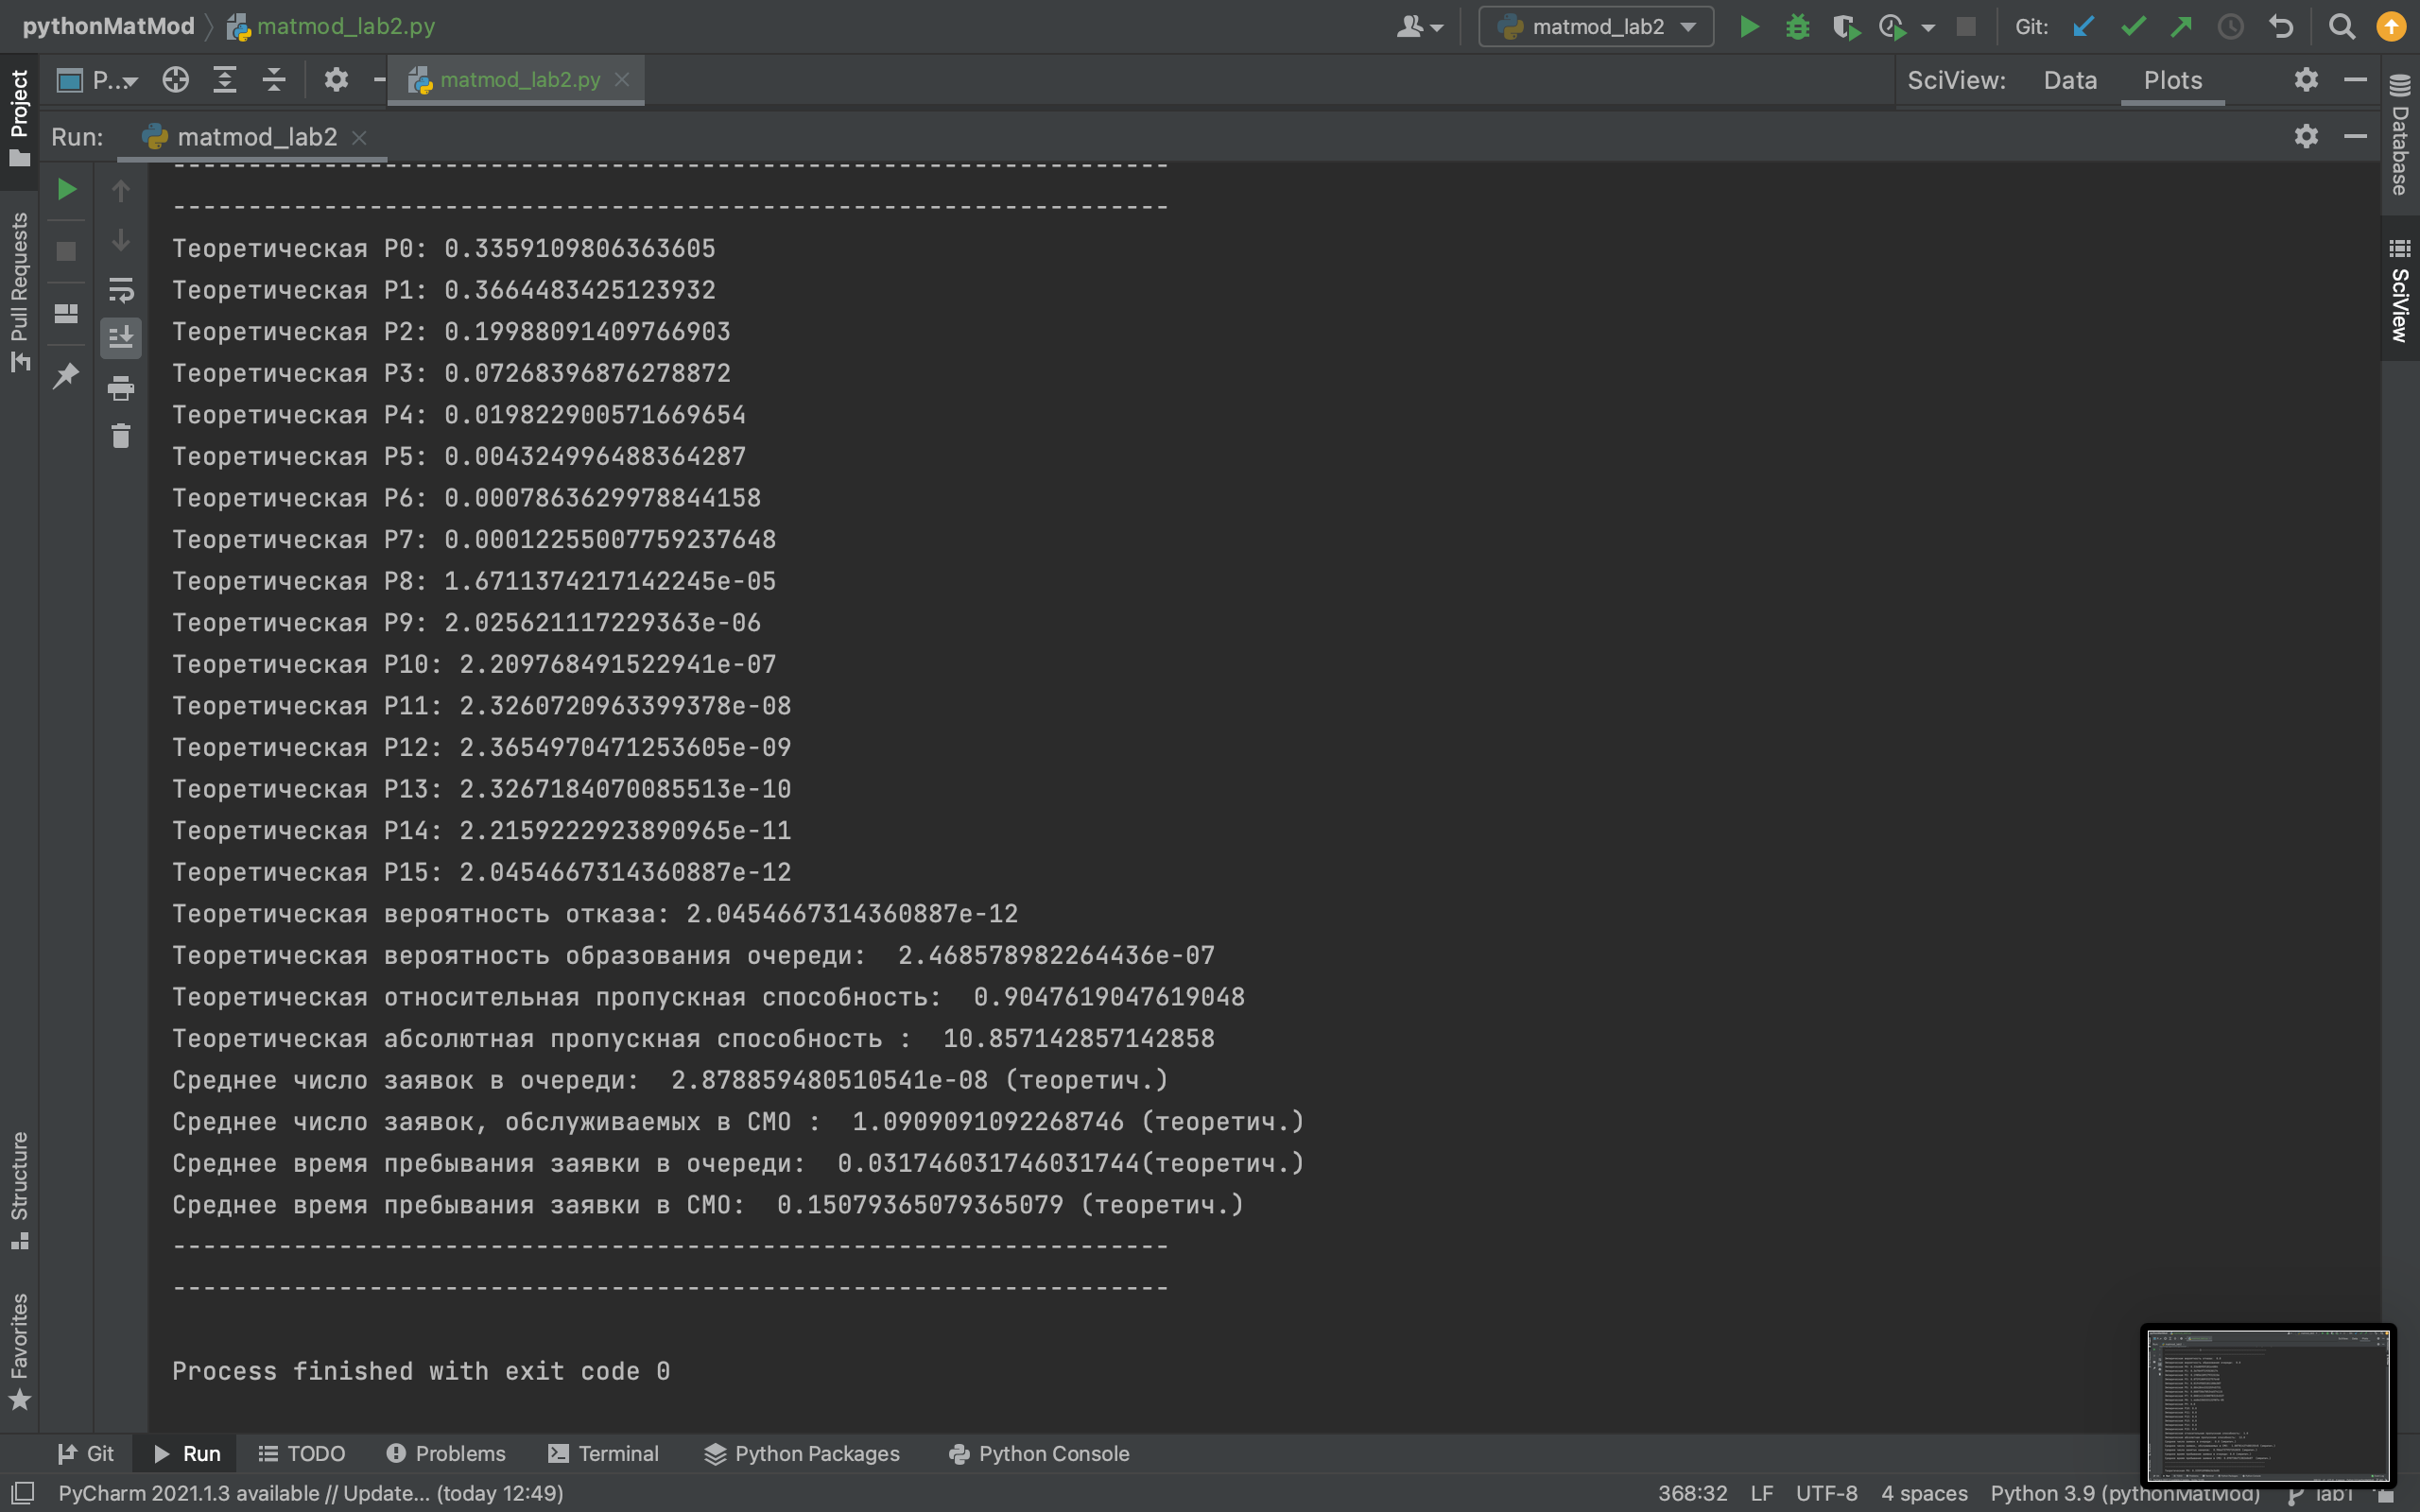 pythonMatMod matmod_lab2.py matmod_lab2 Git:
P... matmod_lab2.py SciView: Data Plots
Run: matmod_lab2
Project
Pull Requests
Structure
Favorites
Database
SciView
-----------------------------------------------------------------
-----------------------------------------------------------------
Теоретическая P0: 0.3359109806363605
Теоретическая P1: 0.3664483425123932
Теоретическая P2: 0.19988091409766903
Теоретическая P3: 0.07268396876278872
Теоретическая P4: 0.019822900571669654
Теоретическая P5: 0.004324996488364287
Теоретическая P6: 0.0007863629978844158
Теоретическая P7: 0.00012255007759237648
Теоретическая P8: 1.6711374217142245e-05
Теоретическая P9: 2.025621117229363e-06
Теоретическая P10: 2.209768491522941e-07
Теоретическая P11: 2.3260720963399378e-08
Теоретическая P12: 2.3654970471253605e-09
Теоретическая P13: 2.3267184070085513e-10
Теоретическая P14: 2.2159222923890965e-11
Теоретическая P15: 2.0454667314360887e-12
Теоретическая вероятность отказа: 2.0454667314360887e-12
Теоретическая вероятность образования очереди:  2.468578982264436e-07
Теоретическая относительная пропускная способность:  0.9047619047619048
Теоретическая абсолютная пропускная способность :  10.857142857142858
Среднее число заявок в очереди:  2.878859480510541e-08 (теоретич.)
Среднее число заявок, обслуживаемых в СМО :  1.0909091092268746 (теоретич.)
Среднее время пребывания заявки в очереди:  0.031746031746031744(теоретич.)
Среднее время пребывания заявки в СМО:  0.15079365079365079 (теоретич.)
-----------------------------------------------------------------
-----------------------------------------------------------------
Process finished with exit code 0
Git Run TODO Problems Terminal Python Packages Python Console
PyCharm 2021.1.3 available // Update... (today 12:49) 368:32 LF UTF-8 4 spaces Python 3.9 (pythonMatMod) lab1